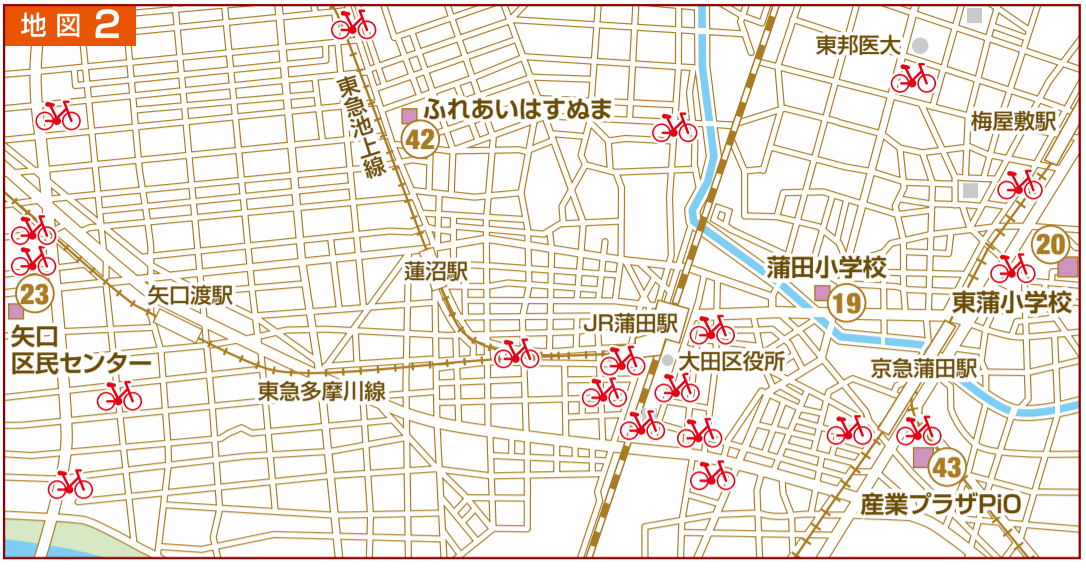 地図 2
東邦医大
東急池上線
ふれあいはすぬま
42
梅屋敷駅
20
蓮沼駅
蒲田小学校
19
東蒲小学校
23
矢口渡駅
JR蒲田駅
矢口
区民センター
大田区役所
京急蒲田駅
東急多摩川線
43
産業プラザPiO